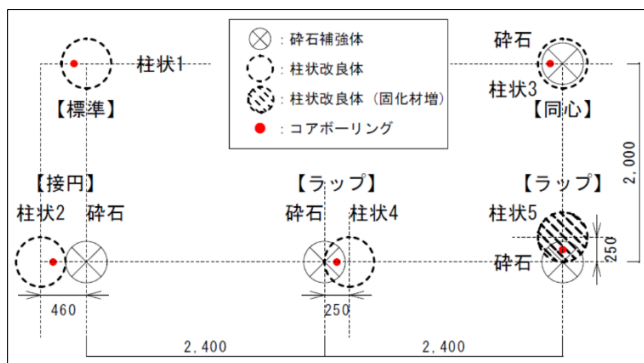 : 砕石補強体
: 柱状改良体
: 柱状改良体 (固化材増)
: コアボーリング
柱状1
【標準】
砕石
柱状3
【同心】
2,000
【接円】
柱状2
砕石
460
【ラップ】
砕石
柱状4
250
【ラップ】
柱状5
砕石
250
2,400
2,400